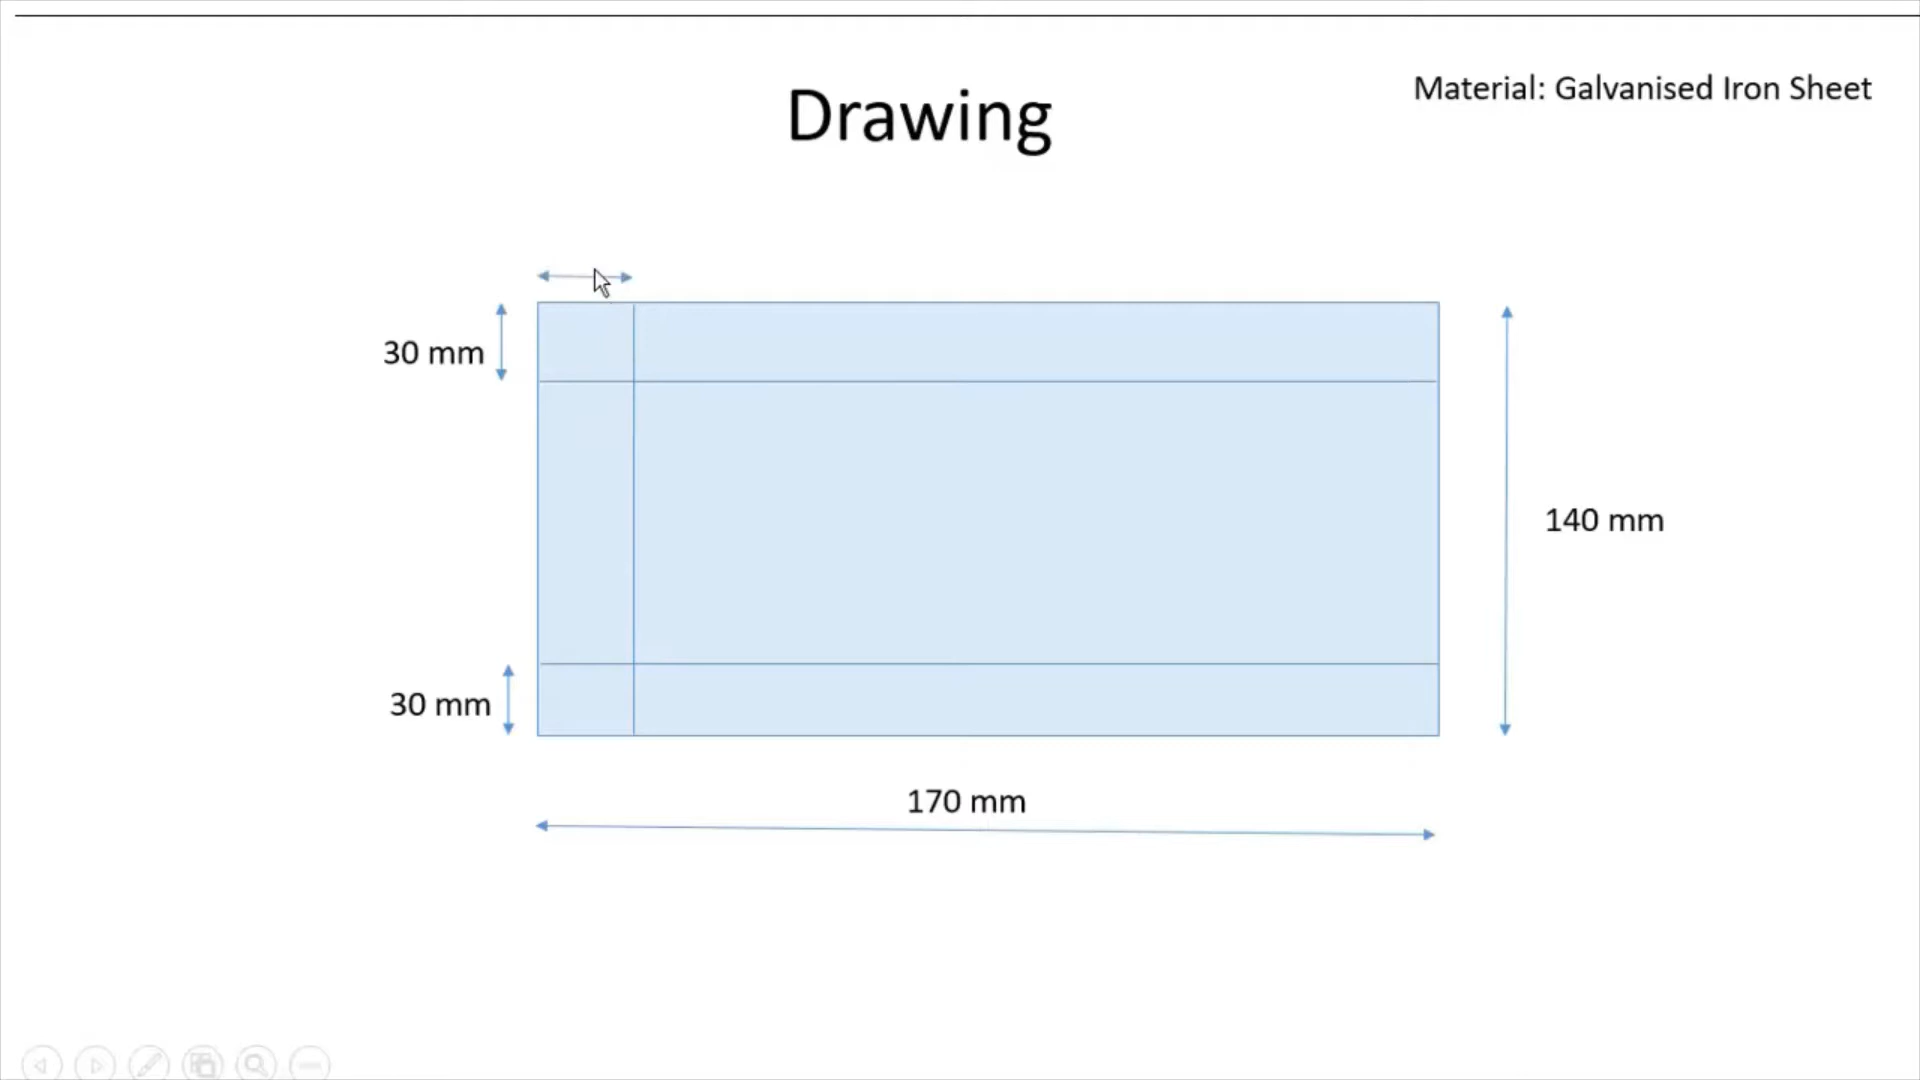 Drawing
Material: Galvanised Iron Sheet
30 mm
140 mm
30 mm
170 mm